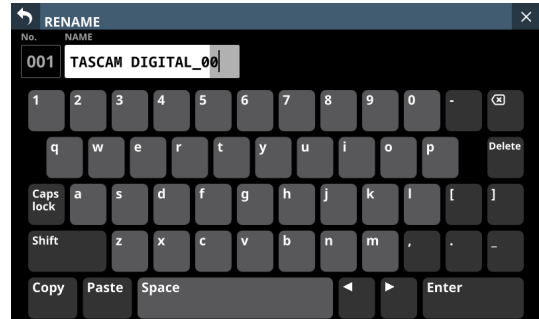 RENAME
No. NAME
001 TASCAM DIGITAL_00
1 2 3 4 5 6 7 8 9 0 -
q w e r t y u i o p Delete
Caps lock a s d f g h j k l [ ]
Shift z x c v b n m , . _
Copy Paste Space ◀ ▶ Enter